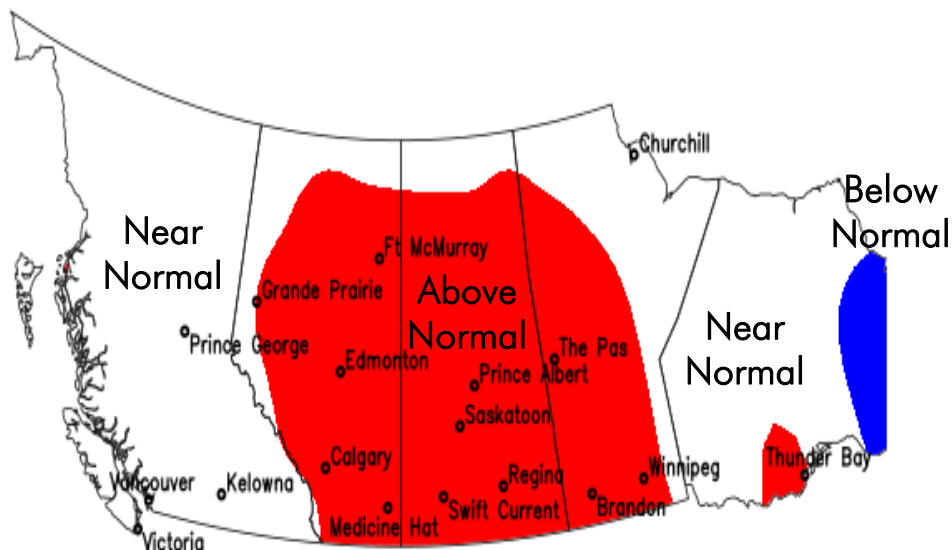 Churchill
Below
Normal
Near
Normal
Ft McMurray
Grande Prairie
Above
Normal
Near
Normal
Prince George
Edmonton
The Pas
Prince Albert
Saskatoon
Calgary
Thunder Bay
Winnipeg
Regina
Vancouver
Kelowna
Swift Current
Brandon
Medicine Hat
Victoria